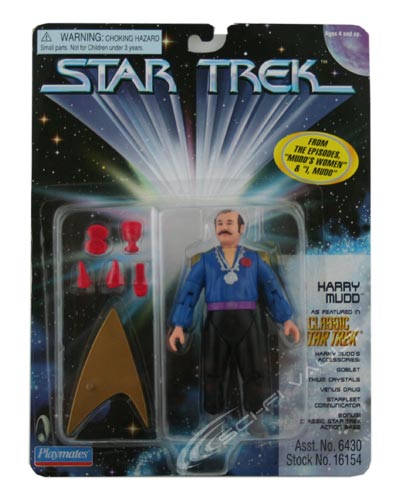 WARNING: CHOKING HAZARD
Small parts. Not for Children under 3 years.
Ages 4 and up.
STAR TREK
FROM
THE EPISODES,
"MUDD'S WOMEN"
& "I, MUDD"
HARRY
MUDD
AS FEATURED IN
CLASSIC
STAR TREK
HARRY MUDD'S
ACCESSORIES:
GOBLET
CRYSTALS
VENUS DRUG
STARFLEET
COMMUNICATOR
BONUS!
CLASSIC STAR TREK
ACTION BASE
SCI-FI
Asst. No. 6430
Stock No. 16154
Playmates